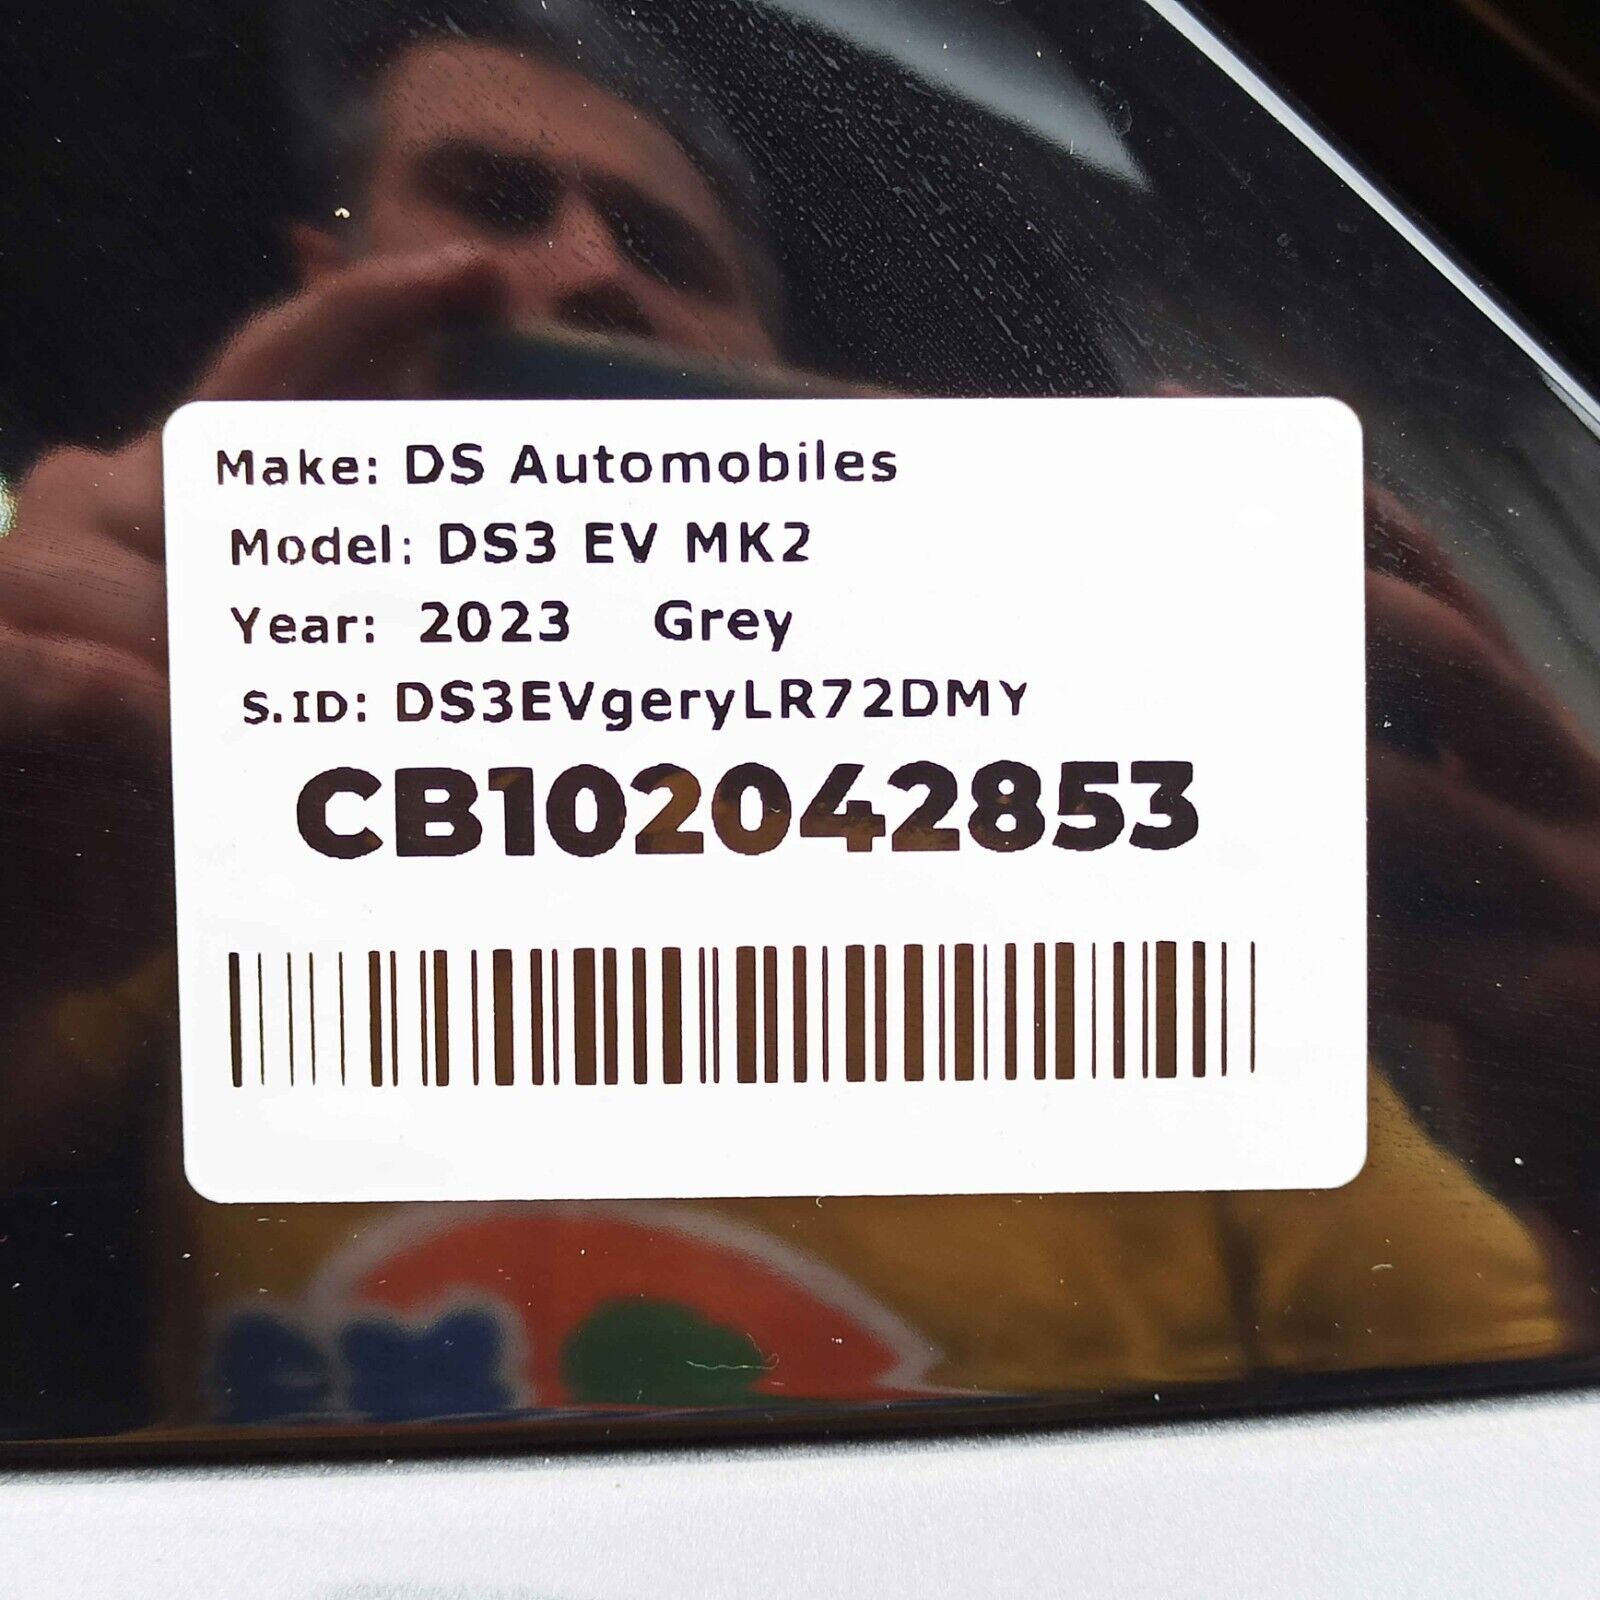 Make: DS Automobiles
Model: DS3 EV MK2
Year: 2023 Grey
S.ID: DS3EVgeryLR72DMY
CB102042853